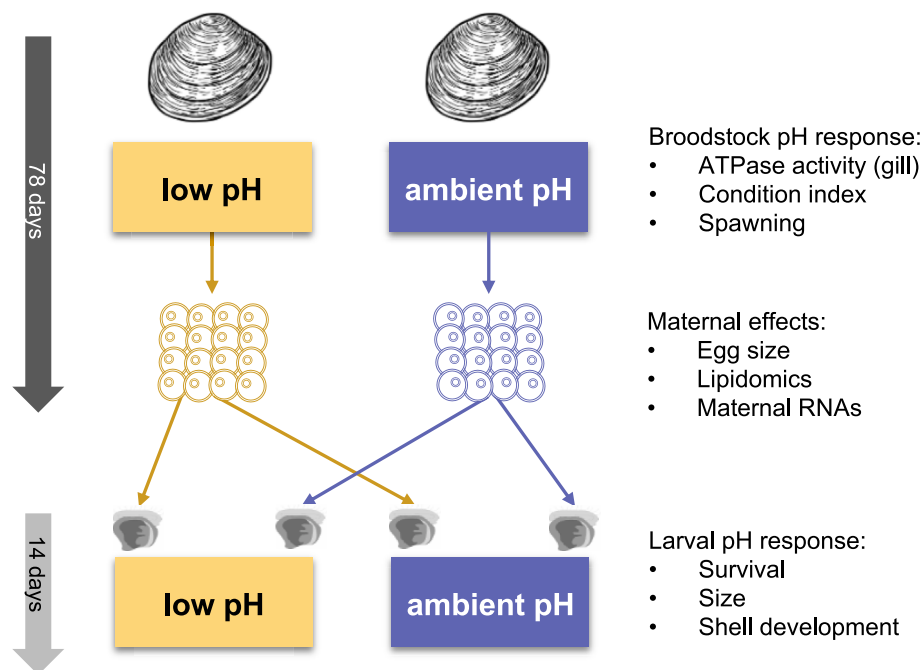 78 days
low pH
ambient pH
Broodstock pH response:
• ATPase activity (gill)
• Condition index
• Spawning
Maternal effects:
• Egg size
• Lipidomics
• Maternal RNAs
14 days
low pH
ambient pH
Larval pH response:
• Survival
• Size
• Shell development